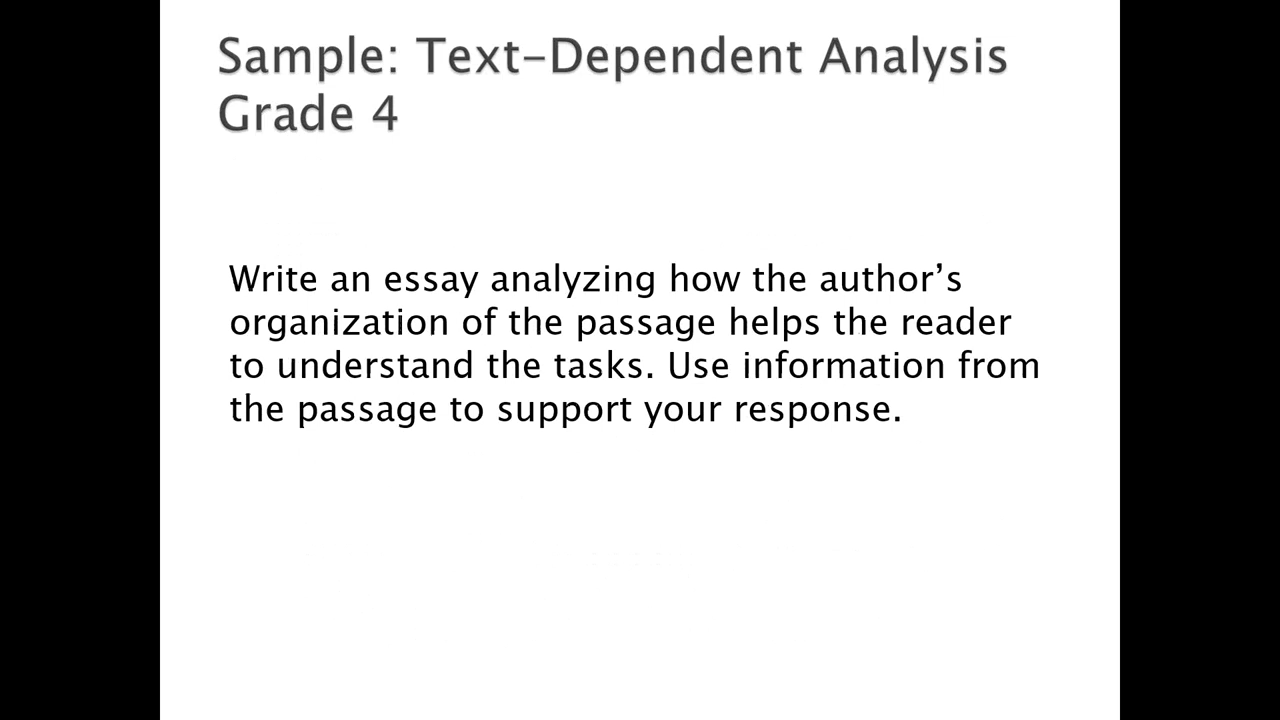 Sample: Text-Dependent Analysis
Grade 4
Write an essay analyzing how the author’s
organization of the passage helps the reader
to understand the tasks. Use information from
the passage to support your response.